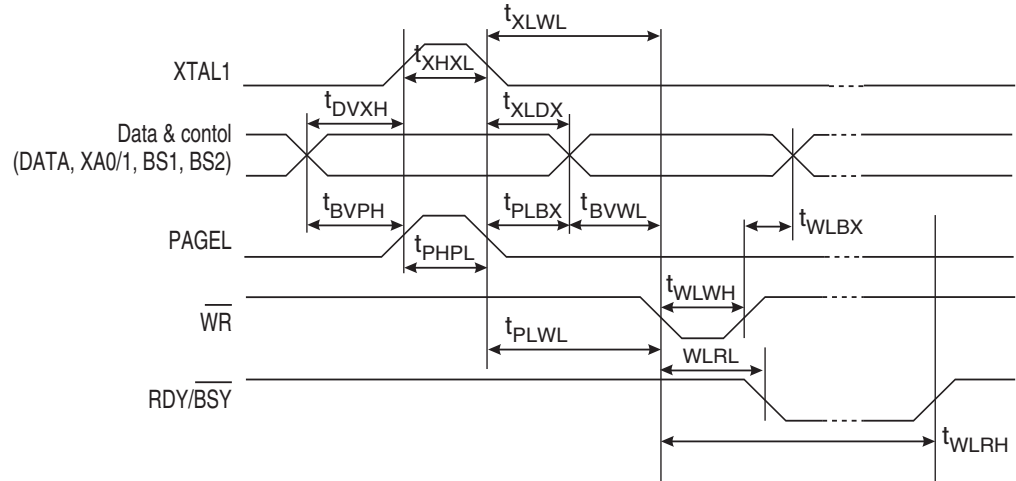 tXLWL
XTAL1
tXHXL
tDVXH
tXLDX
Data & contol
(DATA, XA0/1, BS1, BS2)
tBVPH
tPLBX
tBVWL
tWLBX
PAGEL
tPHPL
tWLWH
WR
tPLWL
WLRL
RDY/BSY
tWLRH